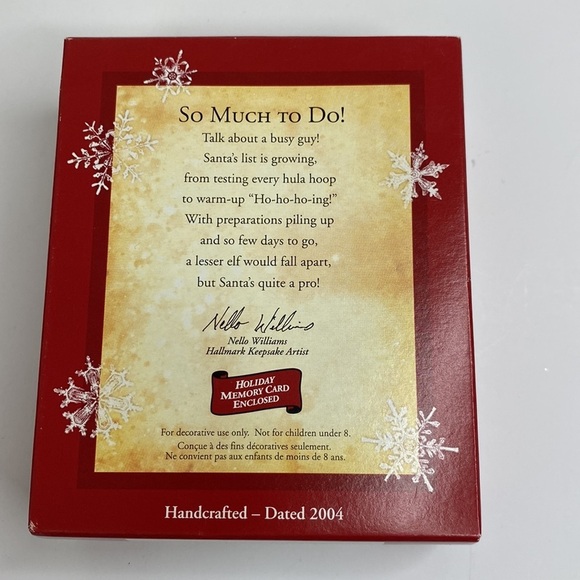 So Much to Do!
Talk about a busy guy!
Santa's list is growing,
from testing every hula hoop
to warm-up "Ho-ho-ho-ing!"
With preparations piling up
and so few days to go,
a lesser elf would fall apart,
but Santa's quite a pro!
Nello Williams
Nello Williams
Hallmark Keepsake Artist
Holiday
Memory Card
Enclosed
For decorative use only. Not for children under 8.
Conçue à des fins décoratives seulement.
Ne convient pas aux enfants de moins de 8 ans.
Handcrafted – Dated 2004